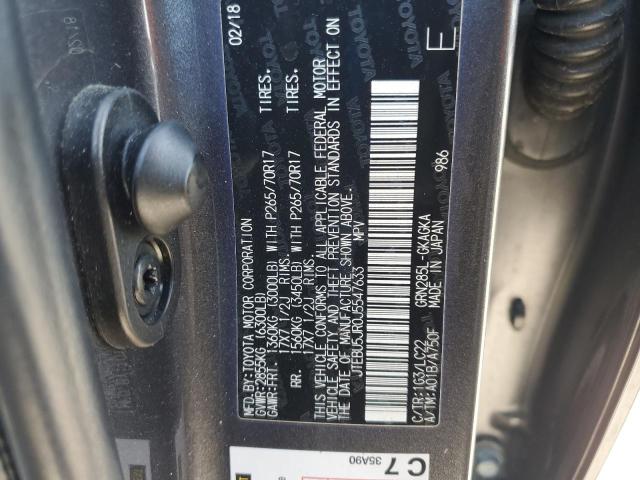 MFD.BY:TOYOTA MOTOR CORPORATION 02/18
GVWR:2855KG (6300LB)
GAWR:FRT. 1360KG (3000LB) WITH P265/70R17 TIRES.
17X7 1/2J RIMS.
RR. 1560KG (3450LB) WITH P265/70R17 TIRES.
17X7 1/2J RIMS.
THIS VEHICLE CONFORMS TO ALL APPLICABLE FEDERAL MOTOR
VEHICLE SAFETY AND THEFT PREVENTION STANDARDS IN EFFECT ON
THE DATE OF MANUFACTURE SHOWN ABOVE.
JTEBU5JR0J5547633 MPV
986
E
C/TR:1G3/LC22 GRN285L-GKAGKA
A/TM:A01B/A750F MADE IN JAPAN
TOYOTA
C 7 35A90